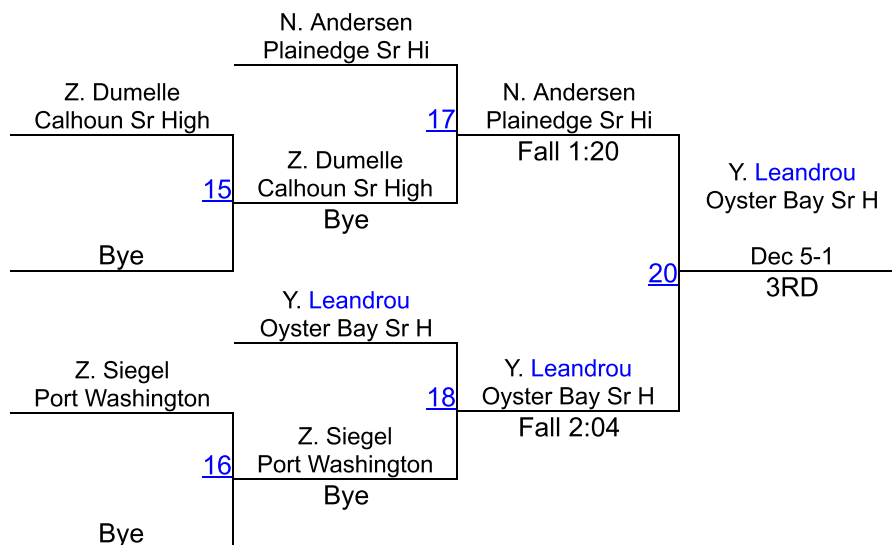 N. Andersen
Plainedge Sr Hi
Z. Dumelle
Calhoun Sr High
17
N. Andersen
Plainedge Sr Hi
Fall 1:20
15
Z. Dumelle
Calhoun Sr High
Bye
Y. Leandrou
Oyster Bay Sr H
Bye
20
Dec 5-1
3RD
Y. Leandrou
Oyster Bay Sr H
Z. Siegel
Port Washington
18
Y. Leandrou
Oyster Bay Sr H
Fall 2:04
16
Z. Siegel
Port Washington
Bye
Bye